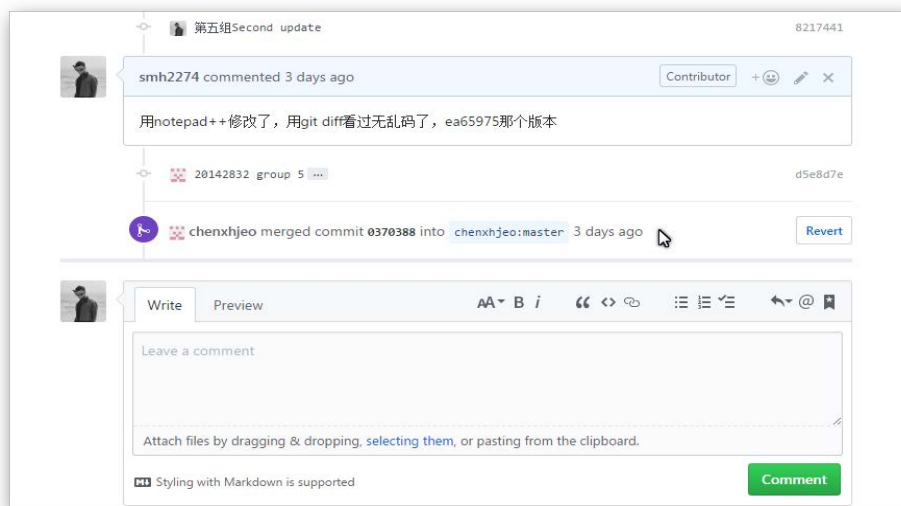 第五组Second update 8217441
smh2274 commented 3 days ago Contributor
用notepad++修改了，用git diff看过无乱码了，ea65975那个版本
20142832 group 5 … d5e8d7e
chenxhjeo merged commit 0370388 into chenxhjeo:master 3 days ago Revert
Write Preview AA B i “ <> @
Leave a comment
Attach files by dragging & dropping, selecting them, or pasting from the clipboard.
Styling with Markdown is supported Comment